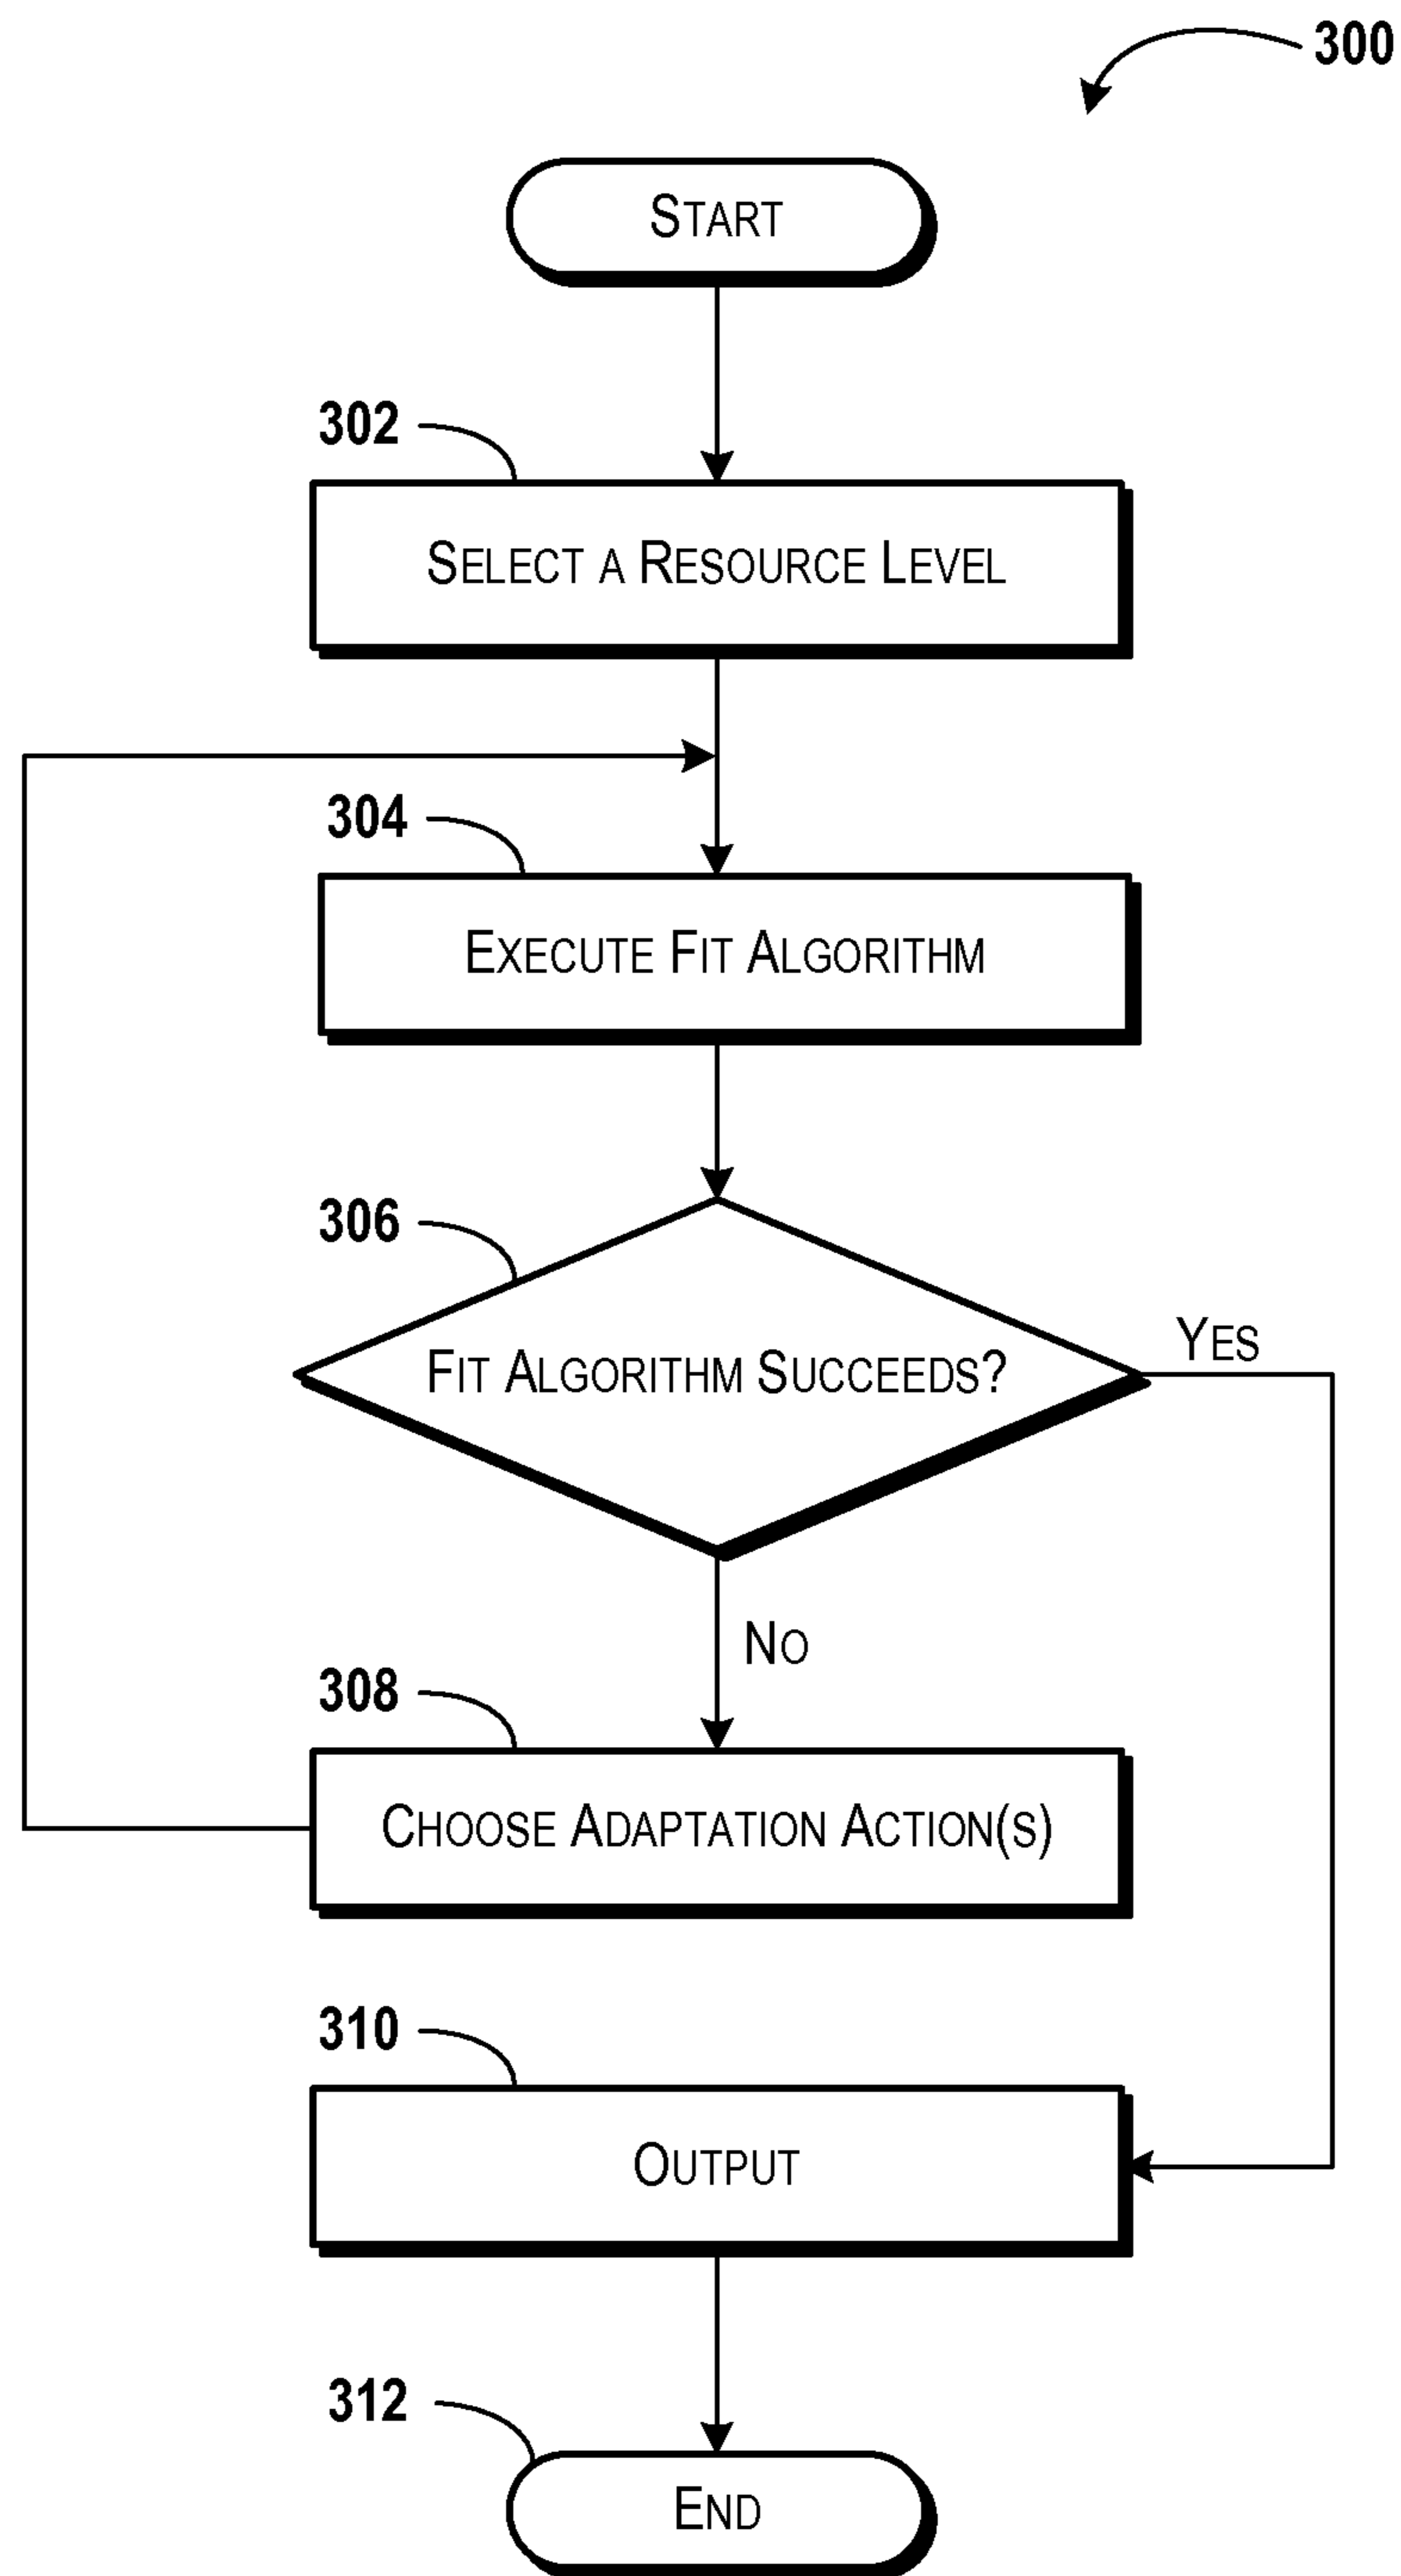 300
START
302
SELECT A RESOURCE LEVEL
304
EXECUTE FIT ALGORITHM
306
FIT ALGORITHM SUCCEEDS?
YES
NO
308
CHOOSE ADAPTATION ACTION(S)
310
OUTPUT
312
END